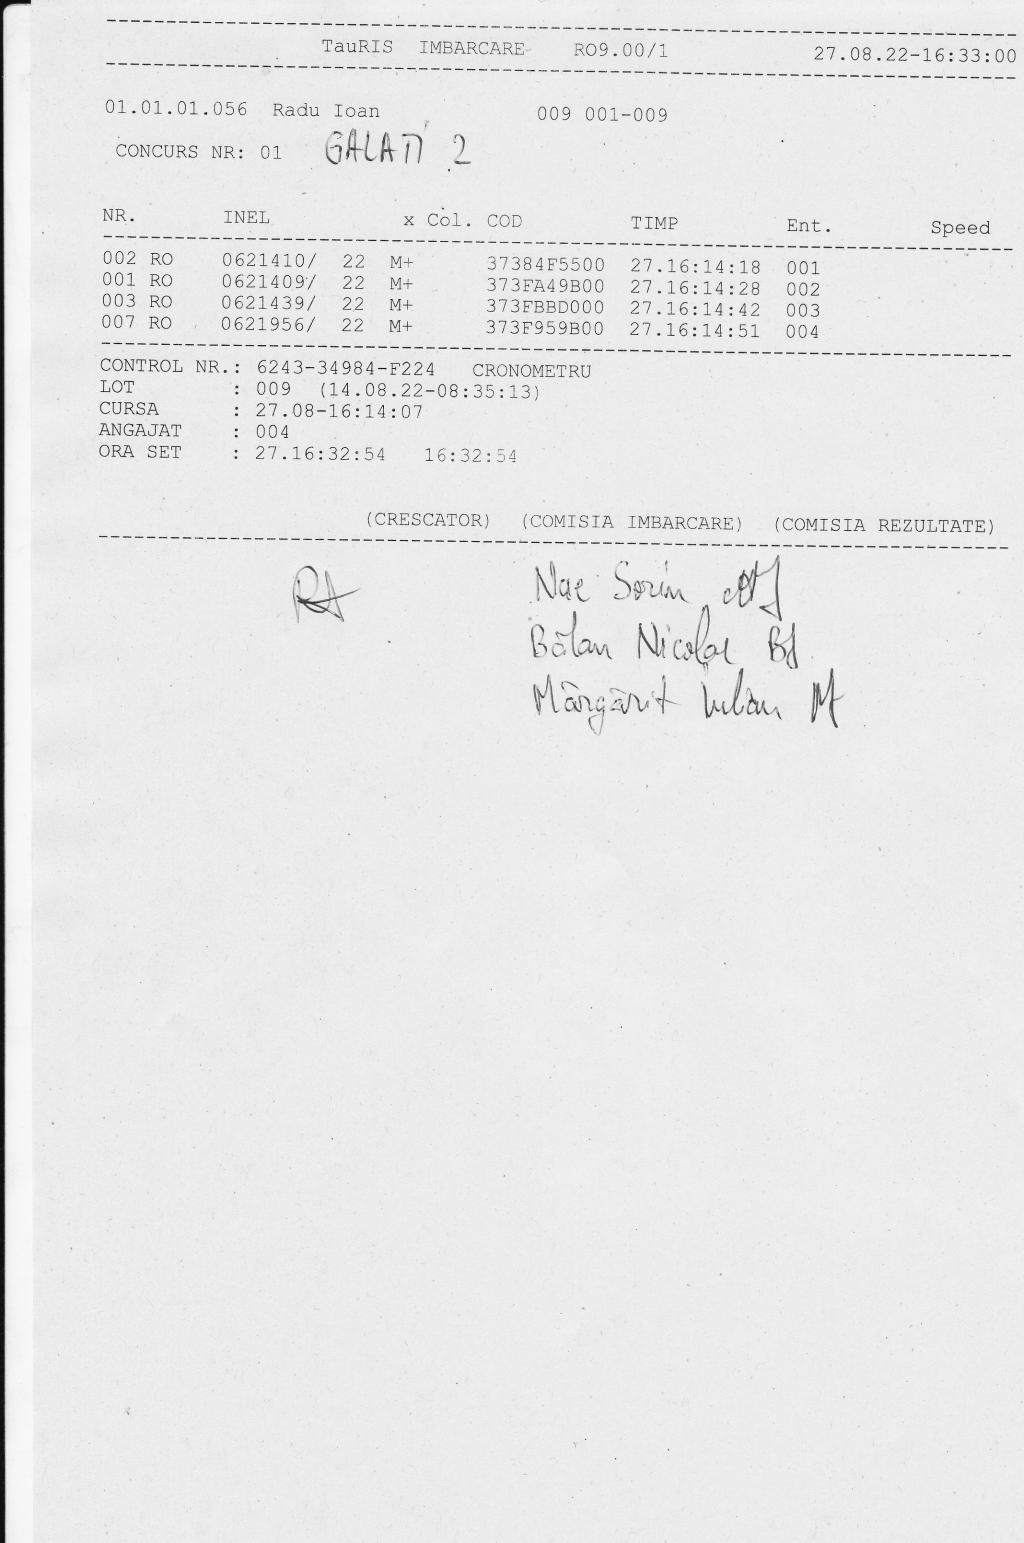 TauRIS IMBARCARE RO9.00/1 27.08.22-16:33:00
01.01.01.056 Radu Ioan 009 001-009
CONCURS NR: 01 GALATI 2
NR. INEL x Col. COD TIMP Ent. Speed
002 RO 0621410/ 22 M+ 37384F5500 27.16:14:18 001
001 RO 0621409/ 22 M+ 373FA49B00 27.16:14:28 002
003 RO 0621439/ 22 M+ 373FBBD000 27.16:14:42 003
007 RO 0621956/ 22 M+ 373F959B00 27.16:14:51 004
CONTROL NR.: 6243-34984-F224 CRONOMETRU
LOT : 009 (14.08.22-08:35:13)
CURSA : 27.08-16:14:07
ANGAJAT : 004
ORA SET : 27.16:32:54 16:32:54
(CRESCATOR) (COMISIA IMBARCARE) (COMISIA REZULTATE)
Nae Sorin
Bălan Nicolae
Mărgărit Iulian